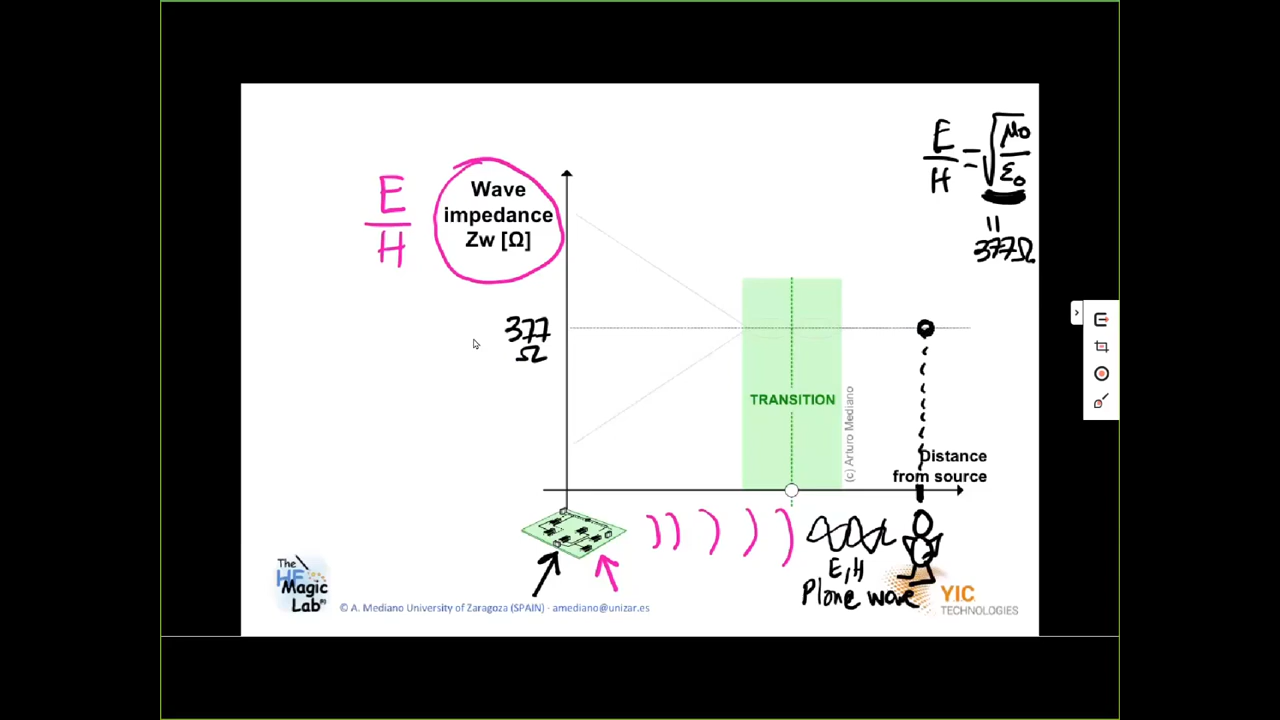 E
H
Wave
impedance
Zw [Ω]
E
H
=
√
μ0
ε0
=
377Ω
377
Ω
TRANSITION
(c) Arturo Mediano
Distance
from source
E,H
Plane wave
The
HF
Magic
Lab®
© A. Mediano University of Zaragoza (SPAIN) - amediano@unizar.es
YIC
TECHNOLOGIES